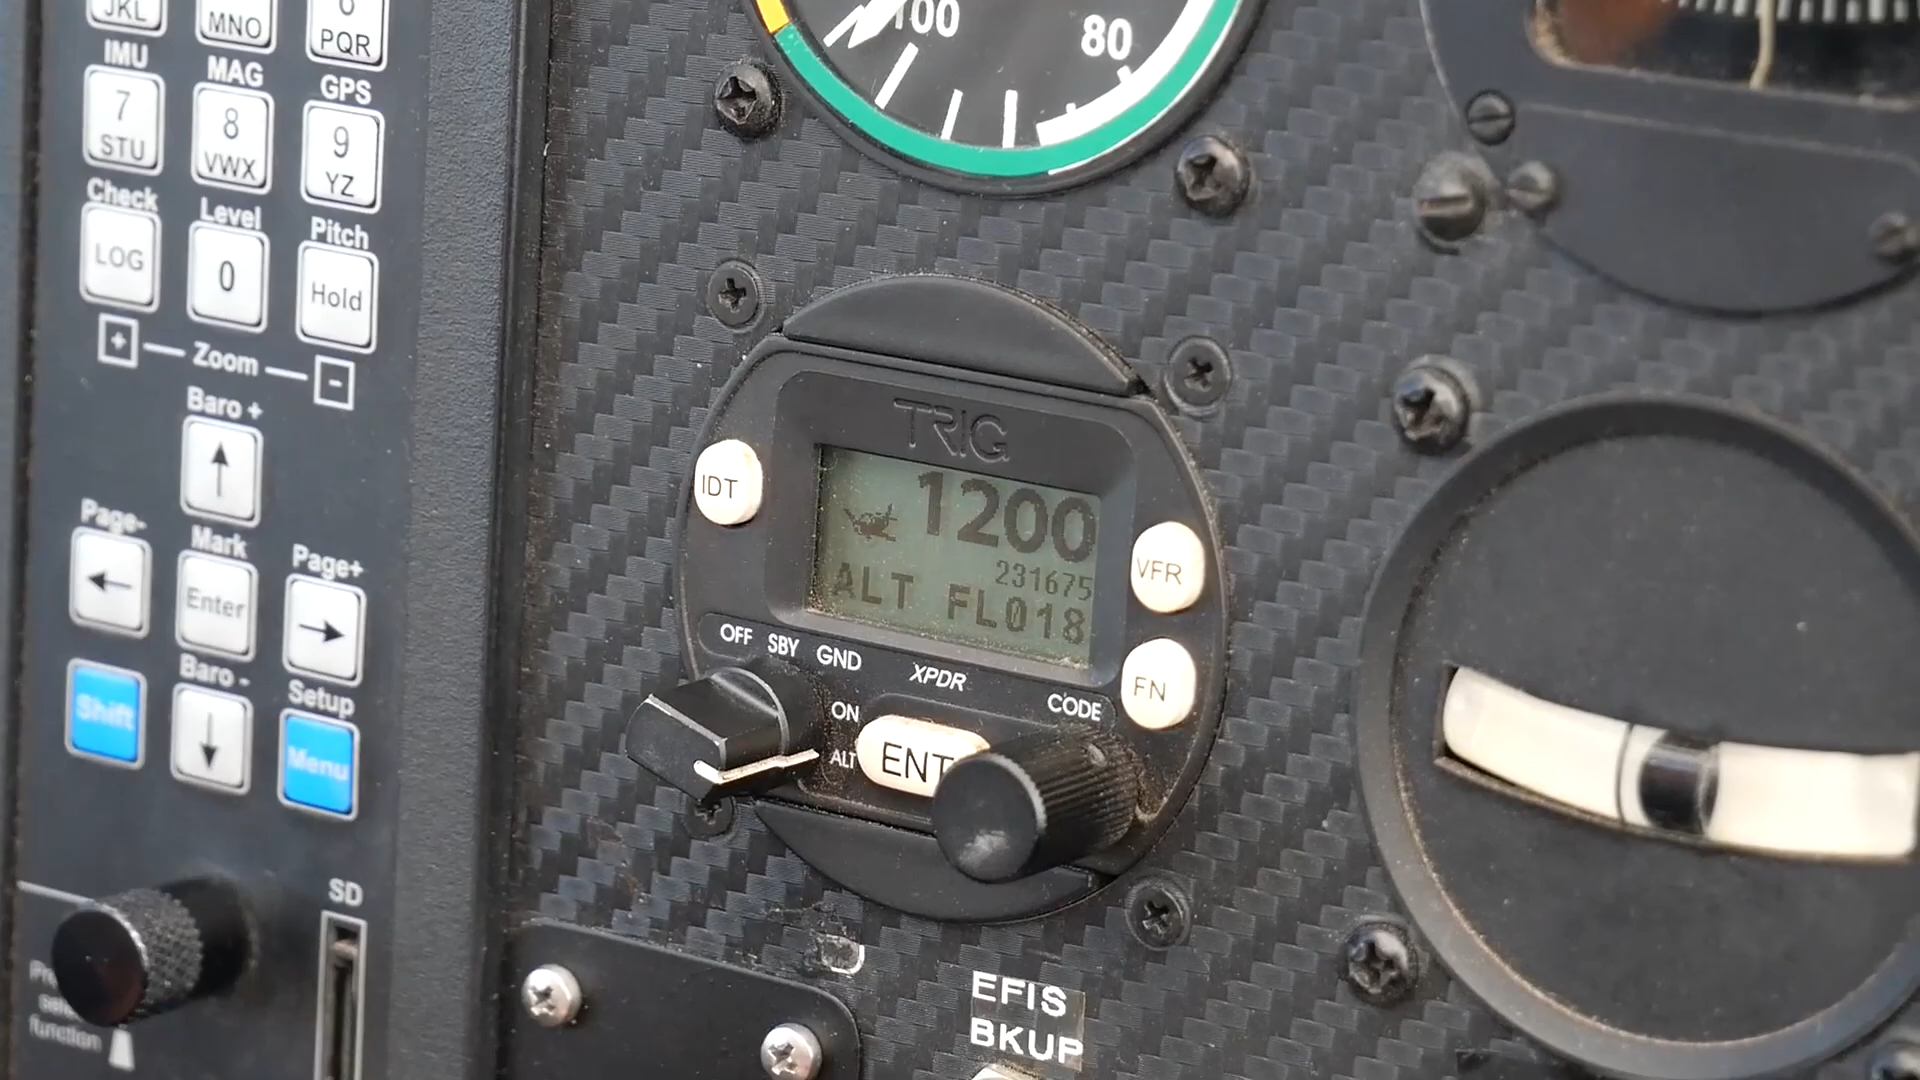 JKL
MNO
PQR
IMU
MAG
GPS
7
STU
8
VWX
9
YZ
Check
Level
Pitch
LOG
0
Hold
+ Zoom -
Baro +
Page-
Mark
Page+
Enter
Baro -
Setup
Shift
Menu
SD
function
100
80
TRIG
IDT
1200
231675
ALT FL018
VFR
FN
OFF SBY GND
XPDR
CODE
ON
ALT
ENT
EFIS
BKUP